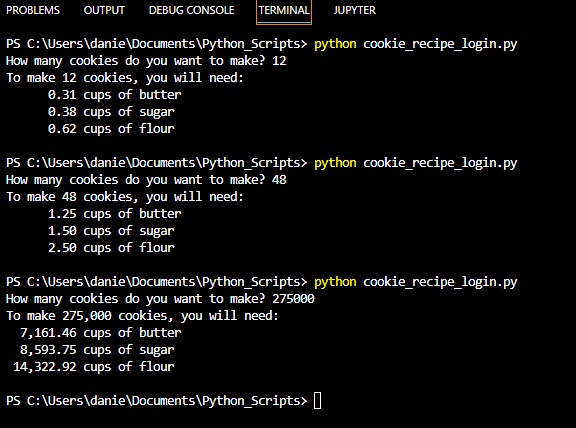 PROBLEMS OUTPUT DEBUG CONSOLE TERMINAL JUPYTER
PS C:\Users\danie\Documents\Python_Scripts> python cookie_recipe_login.py
How many cookies do you want to make? 12
To make 12 cookies, you will need:
0.31 cups of butter
0.38 cups of sugar
0.62 cups of flour
PS C:\Users\danie\Documents\Python_Scripts> python cookie_recipe_login.py
How many cookies do you want to make? 48
To make 48 cookies, you will need:
1.25 cups of butter
1.50 cups of sugar
2.50 cups of flour
PS C:\Users\danie\Documents\Python_Scripts> python cookie_recipe_login.py
How many cookies do you want to make? 275000
To make 275,000 cookies, you will need:
7,161.46 cups of butter
8,593.75 cups of sugar
14,322.92 cups of flour
PS C:\Users\danie\Documents\Python_Scripts>